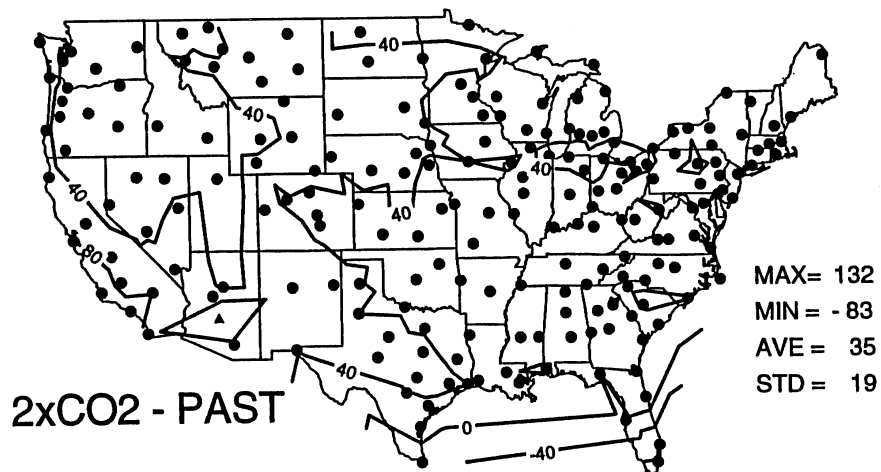 40
40
40
40
40
80
MAX= 132
MIN = - 83
AVE = 35
STD = 19
40
2xCO2 - PAST
0
-40